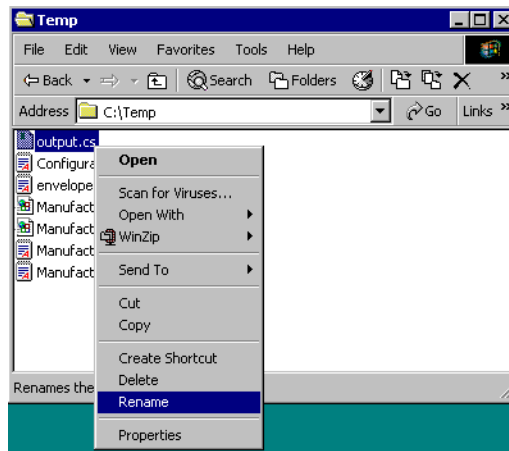 Temp
File Edit View Favorites Tools Help
Back Search Folders »
Address C:\Temp Go Links »
output.cs
Configura
envelope
Manufact
Manufact
Manufact
Manufact
Open
Scan for Viruses...
Open With
WinZip
Send To
Cut
Copy
Create Shortcut
Delete
Rename
Properties
Renames the